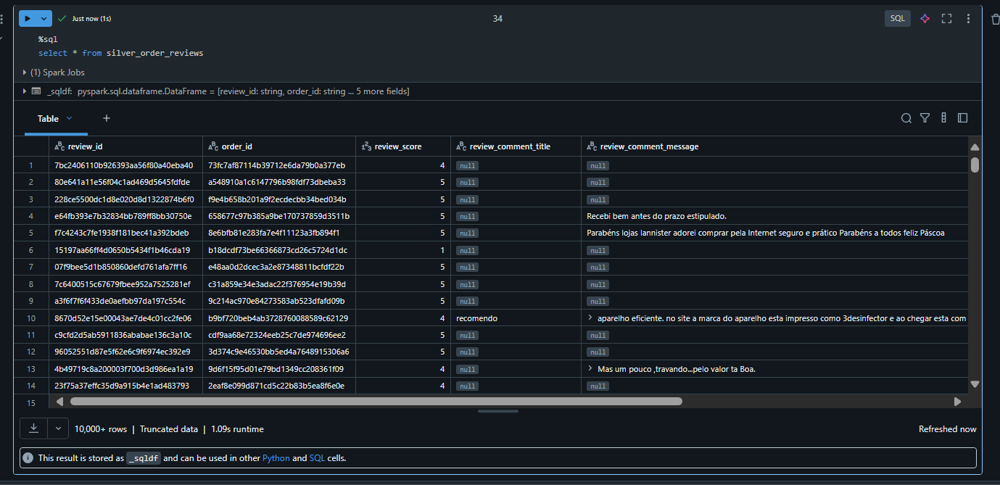 Just now (1s)
34
SQL
%sql
select * from silver_order_reviews
(1) Spark Jobs
_sqldf: pyspark.sql.dataframe.DataFrame = [review_id: string, order_id: string ... 5 more fields]
Table
+
review_id order_id review_score review_comment_title review_comment_message
1 7bc2406110b926393aa56f80a40eba40 73fc7af87114b39712e6da79b0a377eb 4 null null
2 80e641a11e56f04c1ad469d5645fdfde a548910a1c6147796b98fdf73dbeba33 5 null null
3 228ce5500dc1d8e020d8d1322874b6f0 f9e4b658b201a9f2ecdecbb34bed034b 5 null null
4 e64fb393e7b32834bb789ff8bb30750e 658677c97b385a9be170737859d3511b 5 null Recebi bem antes do prazo estipulado.
5 f7c4243c7fe1938f181bec41a392bdeb 8e6bfb81e283fa7e4f11123a3fb894f1 5 null Parabéns lojas lannister adorei comprar pela Internet seguro e prático Parabéns a todos feliz Páscoa
6 15197aa66ff4d0650b5434f1b46cda19 b18dcdf73be66366873cd26c5724d1dc 1 null null
7 07f9bee5d1b850860defd761afa7ff16 e48aa0d2dcec3a2e87348811bcfdf22b 5 null null
8 7c6400515c67679fbee952a7525281ef c31a859e34e3adac22f376954e19b39d 5 null null
9 a3f6f7f6f433de0aefbb97da197c554c 9c214ac970e84273583ab523dfafd09b 5 null null
10 8670d52e15e00043ae7de4c01cc2fe06 b9bf720beb4ab3728760088589c62129 4 recomendo aparelho eficiente. no site a marca do aparelho esta impresso como 3desinfector e ao chegar esta com
11 c9cfd2d5ab5911836ababae136c3a10c cdf9aa68e72324eeb25c7de974696ee2 5 null null
12 96052551d87e5f62e6c9f6974ec392e9 3d374c9e46530bb5ed4a7648915306a6 5 null null
13 4b49719c8a200003f700d3d986ea1a19 9d6f15f95d01e79bd1349cc208361f09 4 null Mas um pouco ,travando...pelo valor ta Boa.
14 23f75a37effc35d9a915b4e1ad483793 2eaf8e099d871cd5c22b83b5ea8f6e0e 4 null null
15
10,000+ rows | Truncated data | 1.09s runtime
Refreshed now
This result is stored as _sqldf and can be used in other Python and SQL cells.